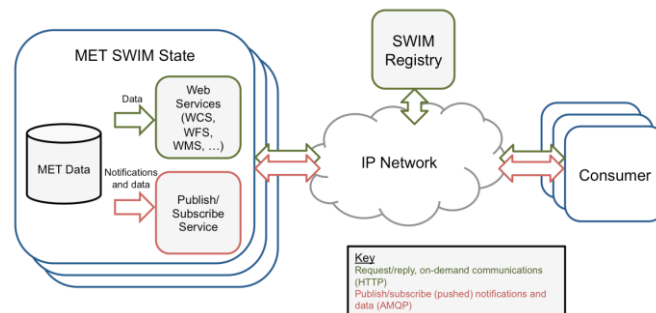 MET SWIM State
Data
Web
Services
(WCS,
WFS,
WMS, ...)
MET Data
Notifications
and data
Publish/
Subscribe
Service
SWIM
Registry
IP Network
Consumer
Key
Request/reply, on-demand communications
(HTTP)
Publish/subscribe (pushed) notifications and
data (AMQP)